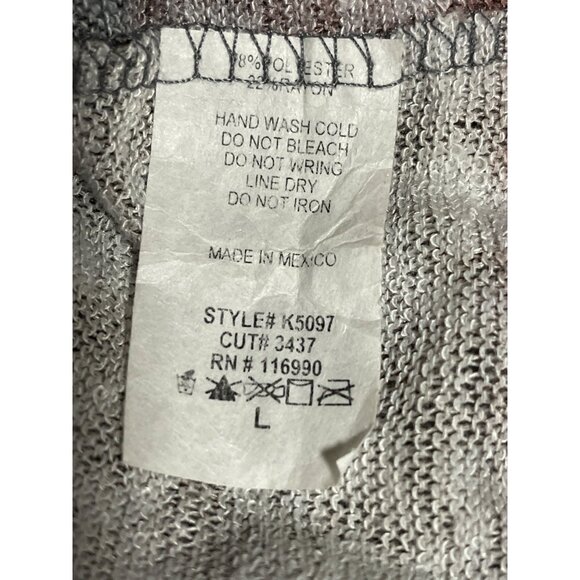 8% POLYESTER
22% RAYON
HAND WASH COLD
DO NOT BLEACH
DO NOT WRING
LINE DRY
DO NOT IRON
MADE IN MEXICO
STYLE# K5097
CUT# 3437
RN # 116990
L